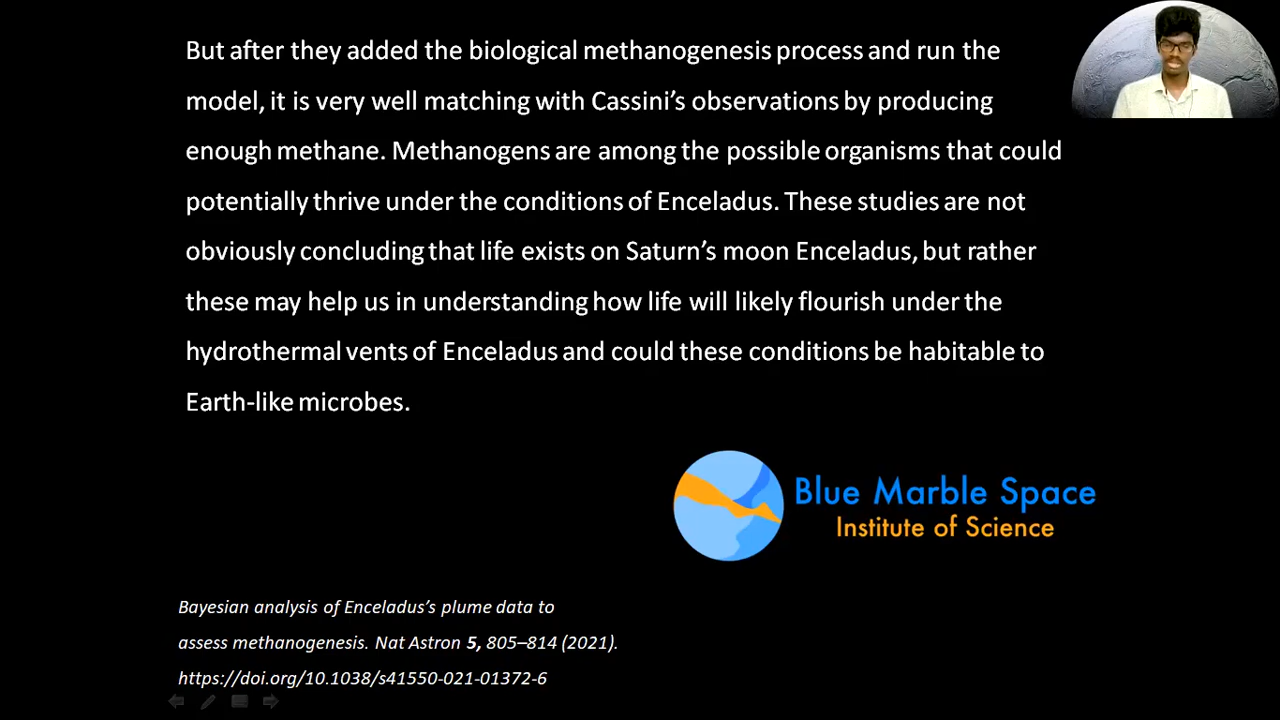 But after they added the biological methanogenesis process and run the
model, it is very well matching with Cassini's observations by producing
enough methane. Methanogens are among the possible organisms that could
potentially thrive under the conditions of Enceladus. These studies are not
obviously concluding that life exists on Saturn's moon Enceladus, but rather
these may help us in understanding how life will likely flourish under the
hydrothermal vents of Enceladus and could these conditions be habitable to
Earth-like microbes.
Blue Marble Space
Institute of Science
Bayesian analysis of Enceladus's plume data to
assess methanogenesis. Nat Astron 5, 805–814 (2021).
https://doi.org/10.1038/s41550-021-01372-6